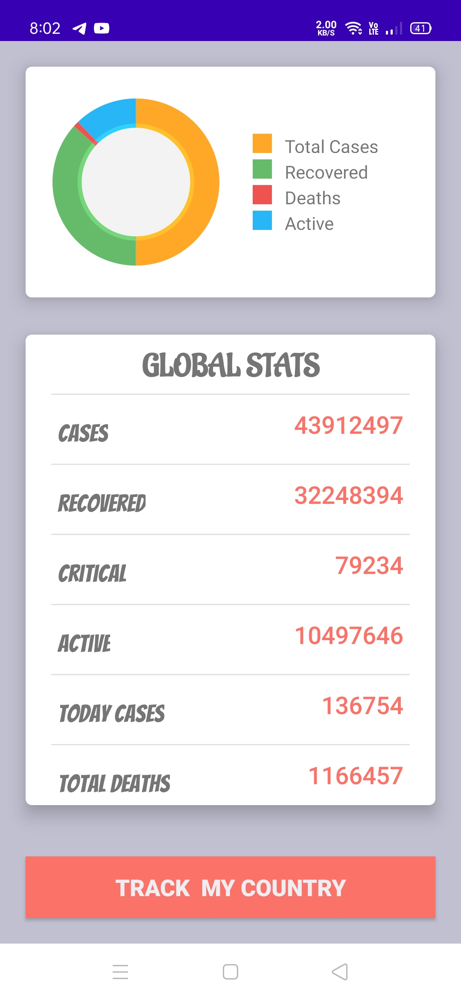 8:02
2.00 KB/S
Vo LTE
41
Total Cases
Recovered
Deaths
Active
GLOBAL STATS
CASES 43912497
RECOVERED 32248394
CRITICAL 79234
ACTIVE 10497646
TODAY CASES 136754
TOTAL DEATHS 1166457
TRACK MY COUNTRY